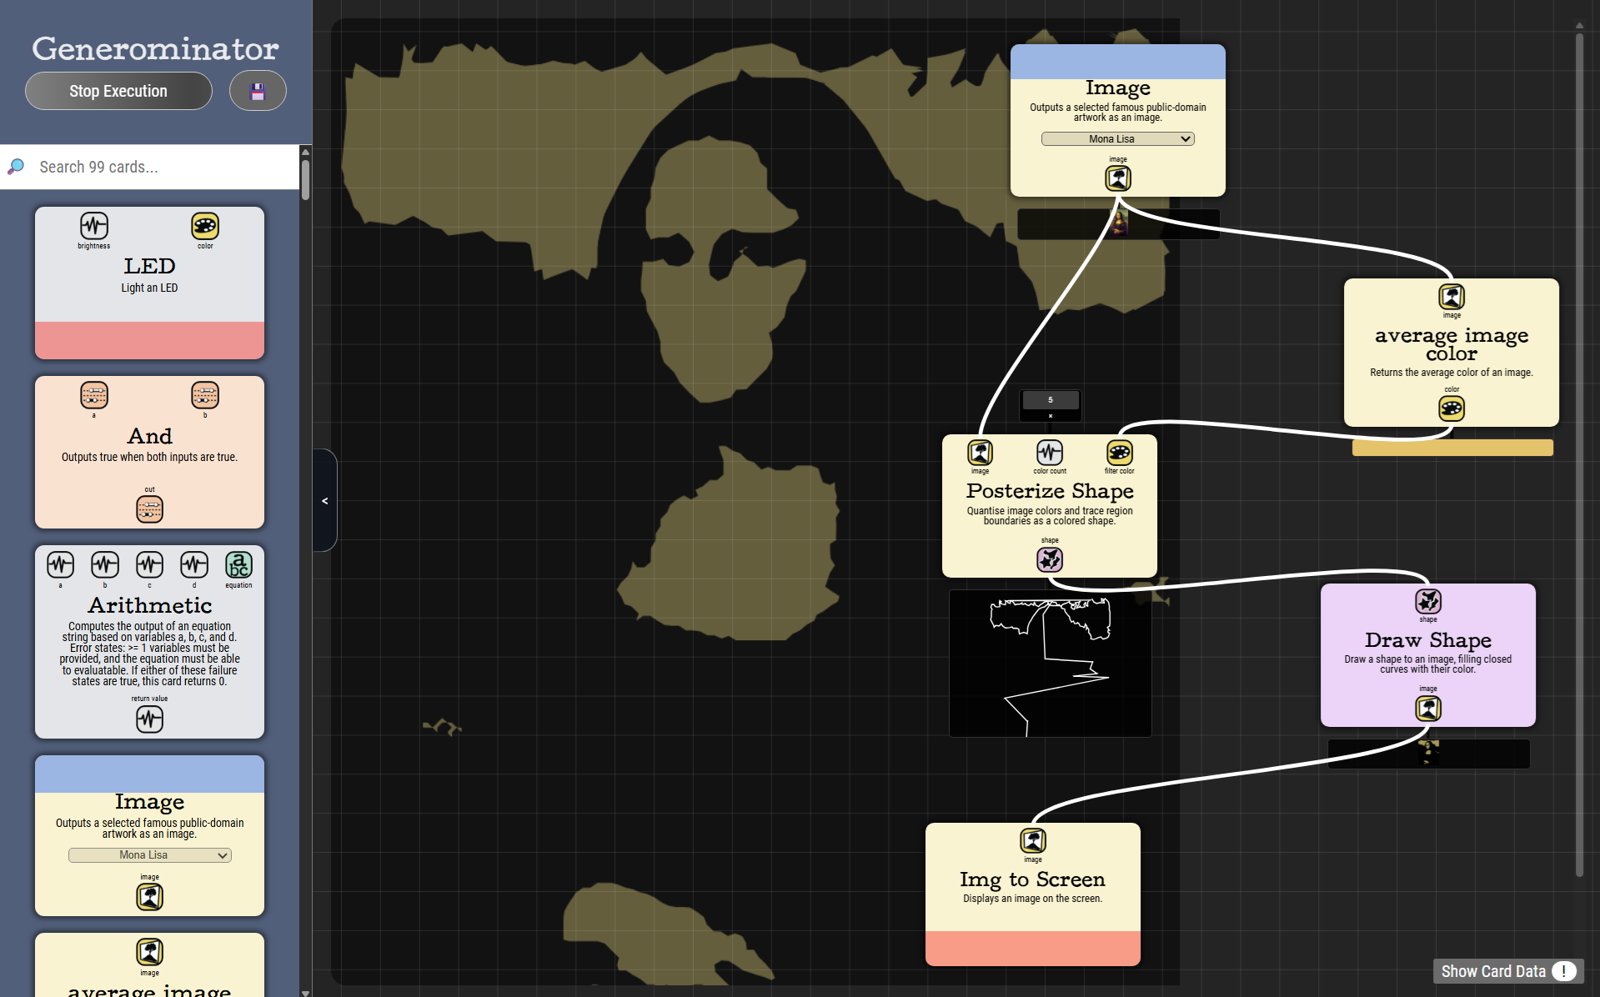 Generominator
Stop Execution
Search 99 cards...
brightness
color
LED
Light an LED
a
b
And
Outputs true when both inputs are true.
out
a
b
c
d
abc
equation
Arithmetic
Computes the output of an equation
string based on variables a, b, c, and d.
Error states: >= 1 variables must be
provided, and the equation must be able
to evaluatable. If either of these failure
states are true, this card returns 0.
return value
Image
Outputs a selected famous public-domain
artwork as an image.
Mona Lisa
image
image
average image
<
Image
Outputs a selected famous public-domain
artwork as an image.
Mona Lisa
image
image
average image
color
Returns the average color of an image.
color
5
×
image
color count
filter color
Posterize Shape
Quantise image colors and trace region
boundaries as a colored shape.
shape
shape
Draw Shape
Draw a shape to an image, filling closed
curves with their color.
image
image
Img to Screen
Displays an image on the screen.
Show Card Data !